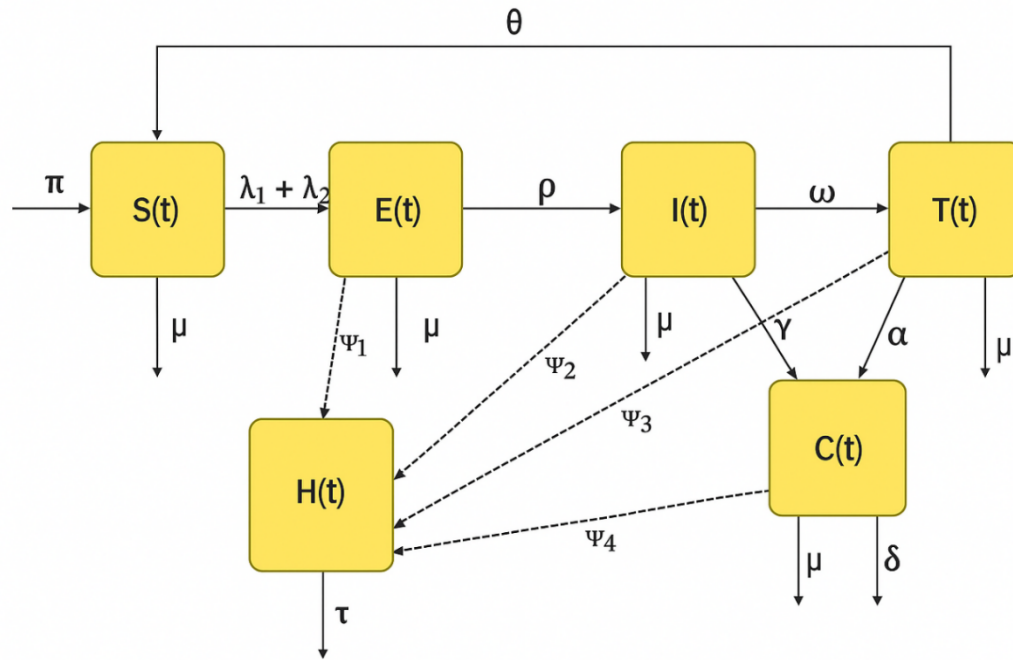 θ
π
S(t)
λ₁ + λ₂
E(t)
ρ
I(t)
ω
T(t)
μ
Ψ₁
μ
Ψ₂
μ
γ
α
μ
Ψ₃
H(t)
C(t)
Ψ₄
μ
δ
τ